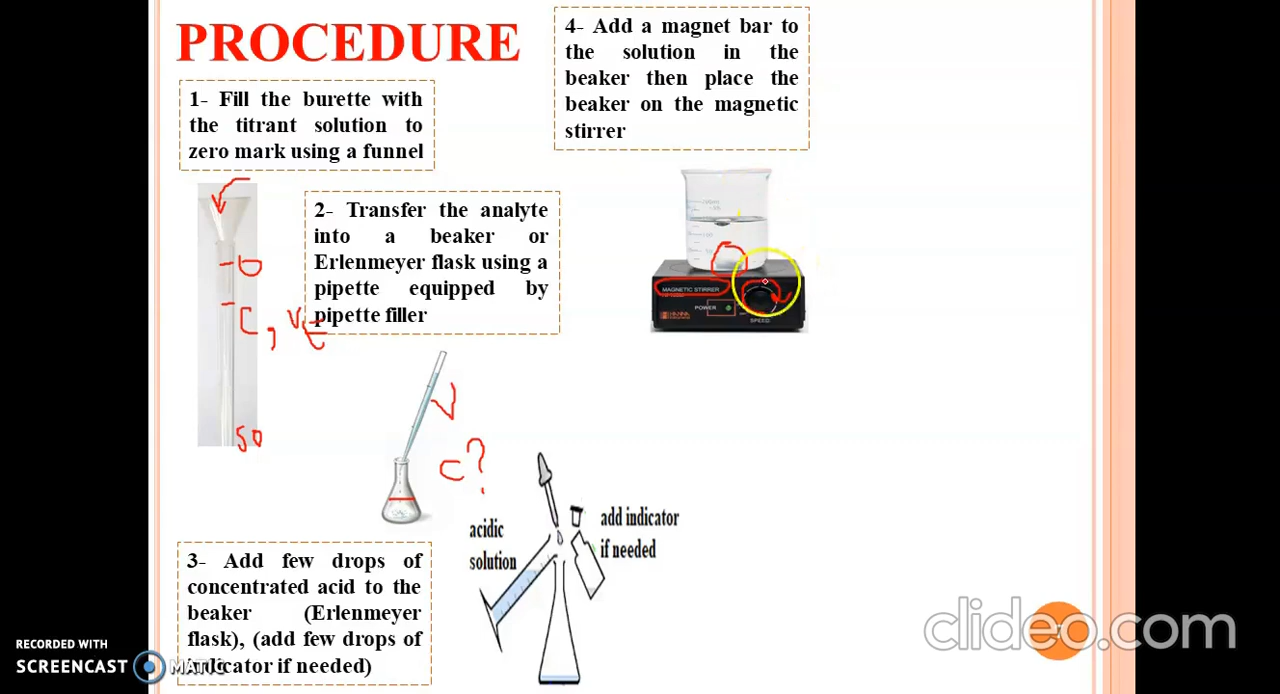 PROCEDURE
1- Fill the burette with
the titrant solution to
zero mark using a funnel
2- Transfer the analyte
into a beaker or
Erlenmeyer flask using a
pipette equipped by
pipette filler
4- Add a magnet bar to
the solution in the
beaker then place the
beaker on the magnetic
stirrer
0
C, Vt
50
MAGNETIC STIRRER
POWER
SPEED
V
C?
acidic
solution
add indicator
if needed
3- Add few drops of
concentrated acid to the
beaker (Erlenmeyer
flask), (add few drops of
indicator if needed)
RECORDED WITH
SCREENCAST MATIC
clideo.com